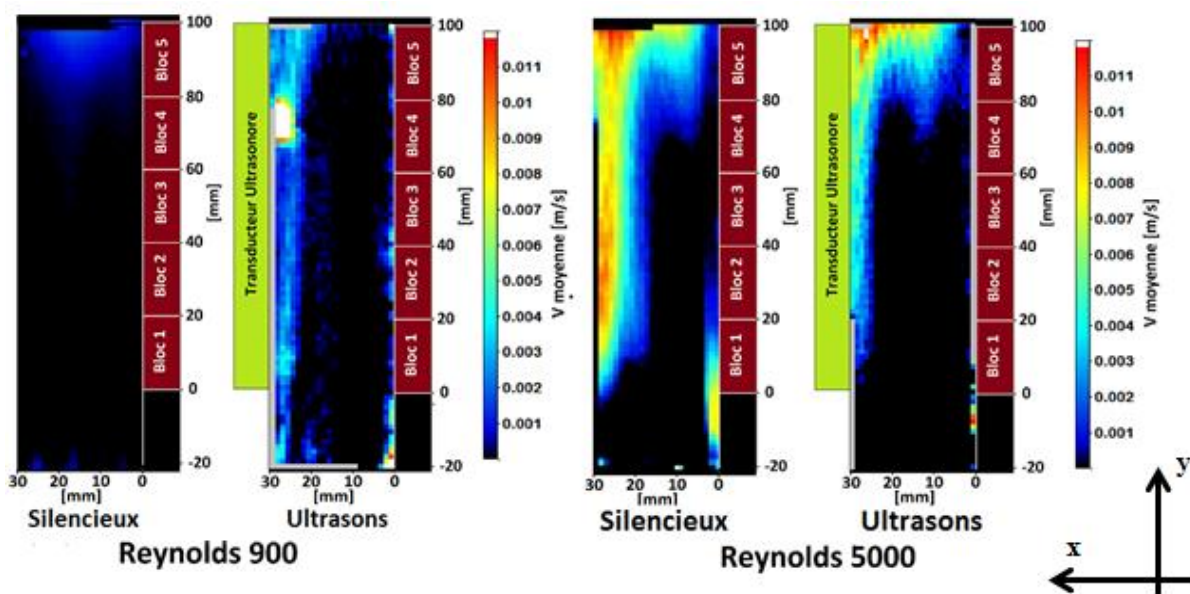 100
80
60
40
20
0
-20
[mm]
Bloc 5
Bloc 4
Bloc 3
Bloc 2
Bloc 1
30 20 10 0
[mm]
Silencieux
Transducteur Ultrasonore
100
80
60
40
20
0
-20
[mm]
Bloc 5
Bloc 4
Bloc 3
Bloc 2
Bloc 1
30 20 10 0
[mm]
Ultrasons
0.011
0.01
0.009
0.008
0.007
0.006
0.005
0.004
0.003
0.002
0.001
V moyenne [m/s]
Reynolds 900
100
80
60
40
20
0
-20
[mm]
Bloc 5
Bloc 4
Bloc 3
Bloc 2
Bloc 1
30 20 10 0
[mm]
Silencieux
Transducteur Ultrasonore
100
80
60
40
20
0
-20
[mm]
Bloc 5
Bloc 4
Bloc 3
Bloc 2
Bloc 1
30 20 10 0
[mm]
Ultrasons
0.011
0.01
0.009
0.008
0.007
0.006
0.005
0.004
0.003
0.002
0.001
V moyenne [m/s]
Reynolds 5000
y
x